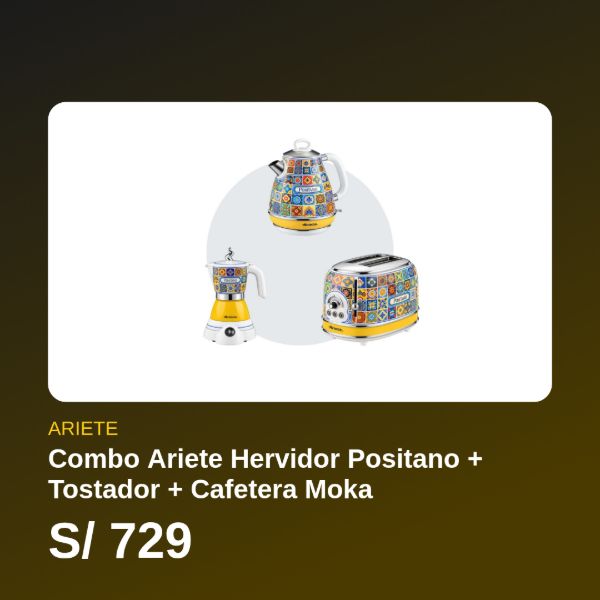 ARIETE
Combo Ariete Hervidor Positano +
Tostador + Cafetera Moka
S/ 729